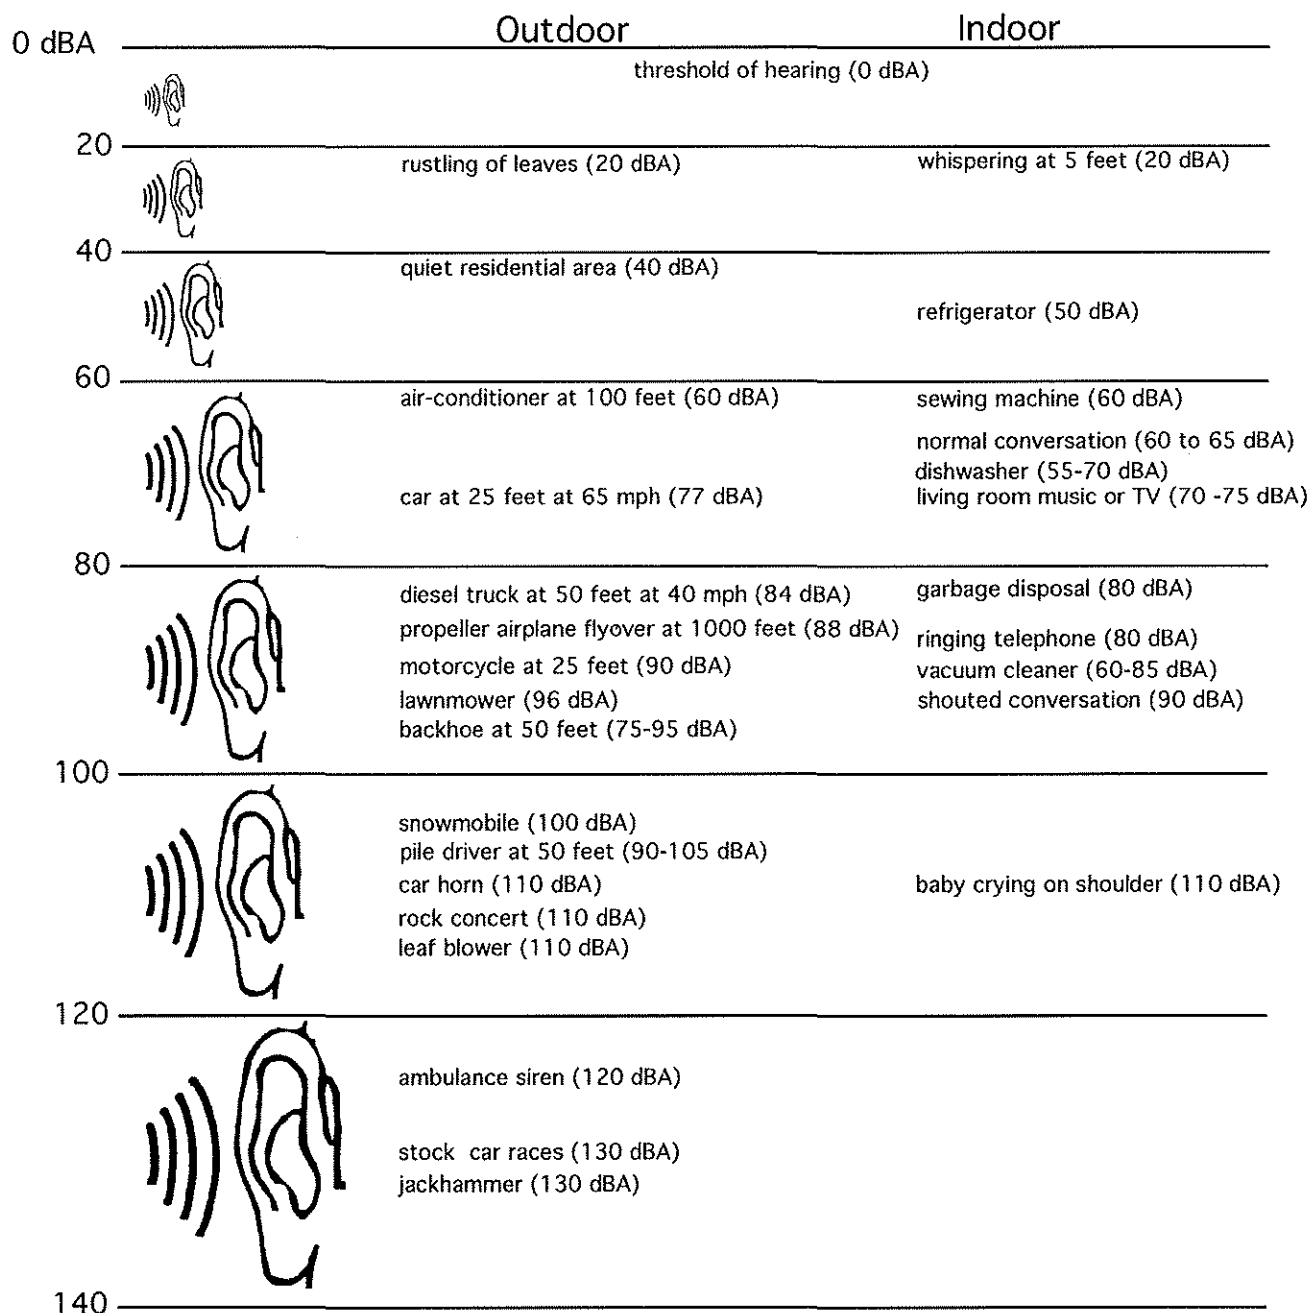 Outdoor Indoor
0 dBA
threshold of hearing (0 dBA)
20
rustling of leaves (20 dBA) whispering at 5 feet (20 dBA)
40
quiet residential area (40 dBA)
refrigerator (50 dBA)
60
air-conditioner at 100 feet (60 dBA) sewing machine (60 dBA)
normal conversation (60 to 65 dBA)
dishwasher (55-70 dBA)
car at 25 feet at 65 mph (77 dBA) living room music or TV (70 -75 dBA)
80
diesel truck at 50 feet at 40 mph (84 dBA) garbage disposal (80 dBA)
propeller airplane flyover at 1000 feet (88 dBA) ringing telephone (80 dBA)
motorcycle at 25 feet (90 dBA) vacuum cleaner (60-85 dBA)
lawnmower (96 dBA) shouted conversation (90 dBA)
backhoe at 50 feet (75-95 dBA)
100
snowmobile (100 dBA)
pile driver at 50 feet (90-105 dBA)
car horn (110 dBA) baby crying on shoulder (110 dBA)
rock concert (110 dBA)
leaf blower (110 dBA)
120
ambulance siren (120 dBA)
stock car races (130 dBA)
jackhammer (130 dBA)
140